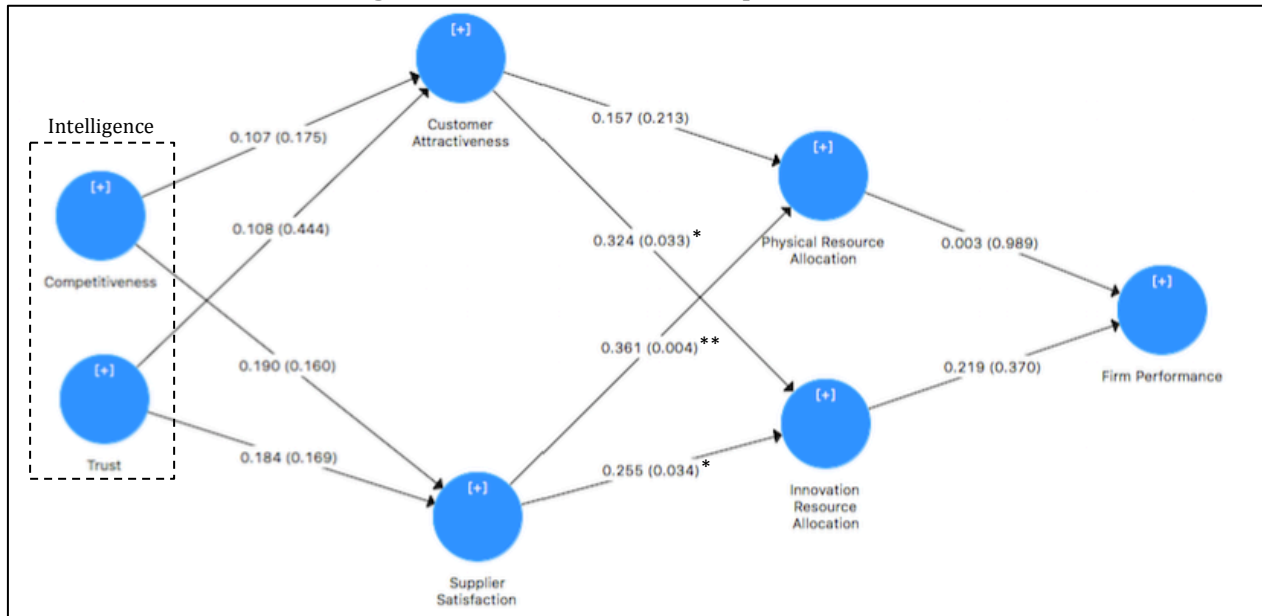 [+]
Customer
Attractiveness
Intelligence
0.107 (0.175)
0.157 (0.213)
[+]
Competitiveness
[+]
Physical Resource
Allocation
0.108 (0.444)
0.324 (0.033)*
0.003 (0.989)
[+]
Firm Performance
[+]
Trust
0.190 (0.160)
0.361 (0.004)**
0.219 (0.370)
[+]
Innovation
Resource
Allocation
0.184 (0.169)
0.255 (0.034)*
[+]
Supplier
Satisfaction